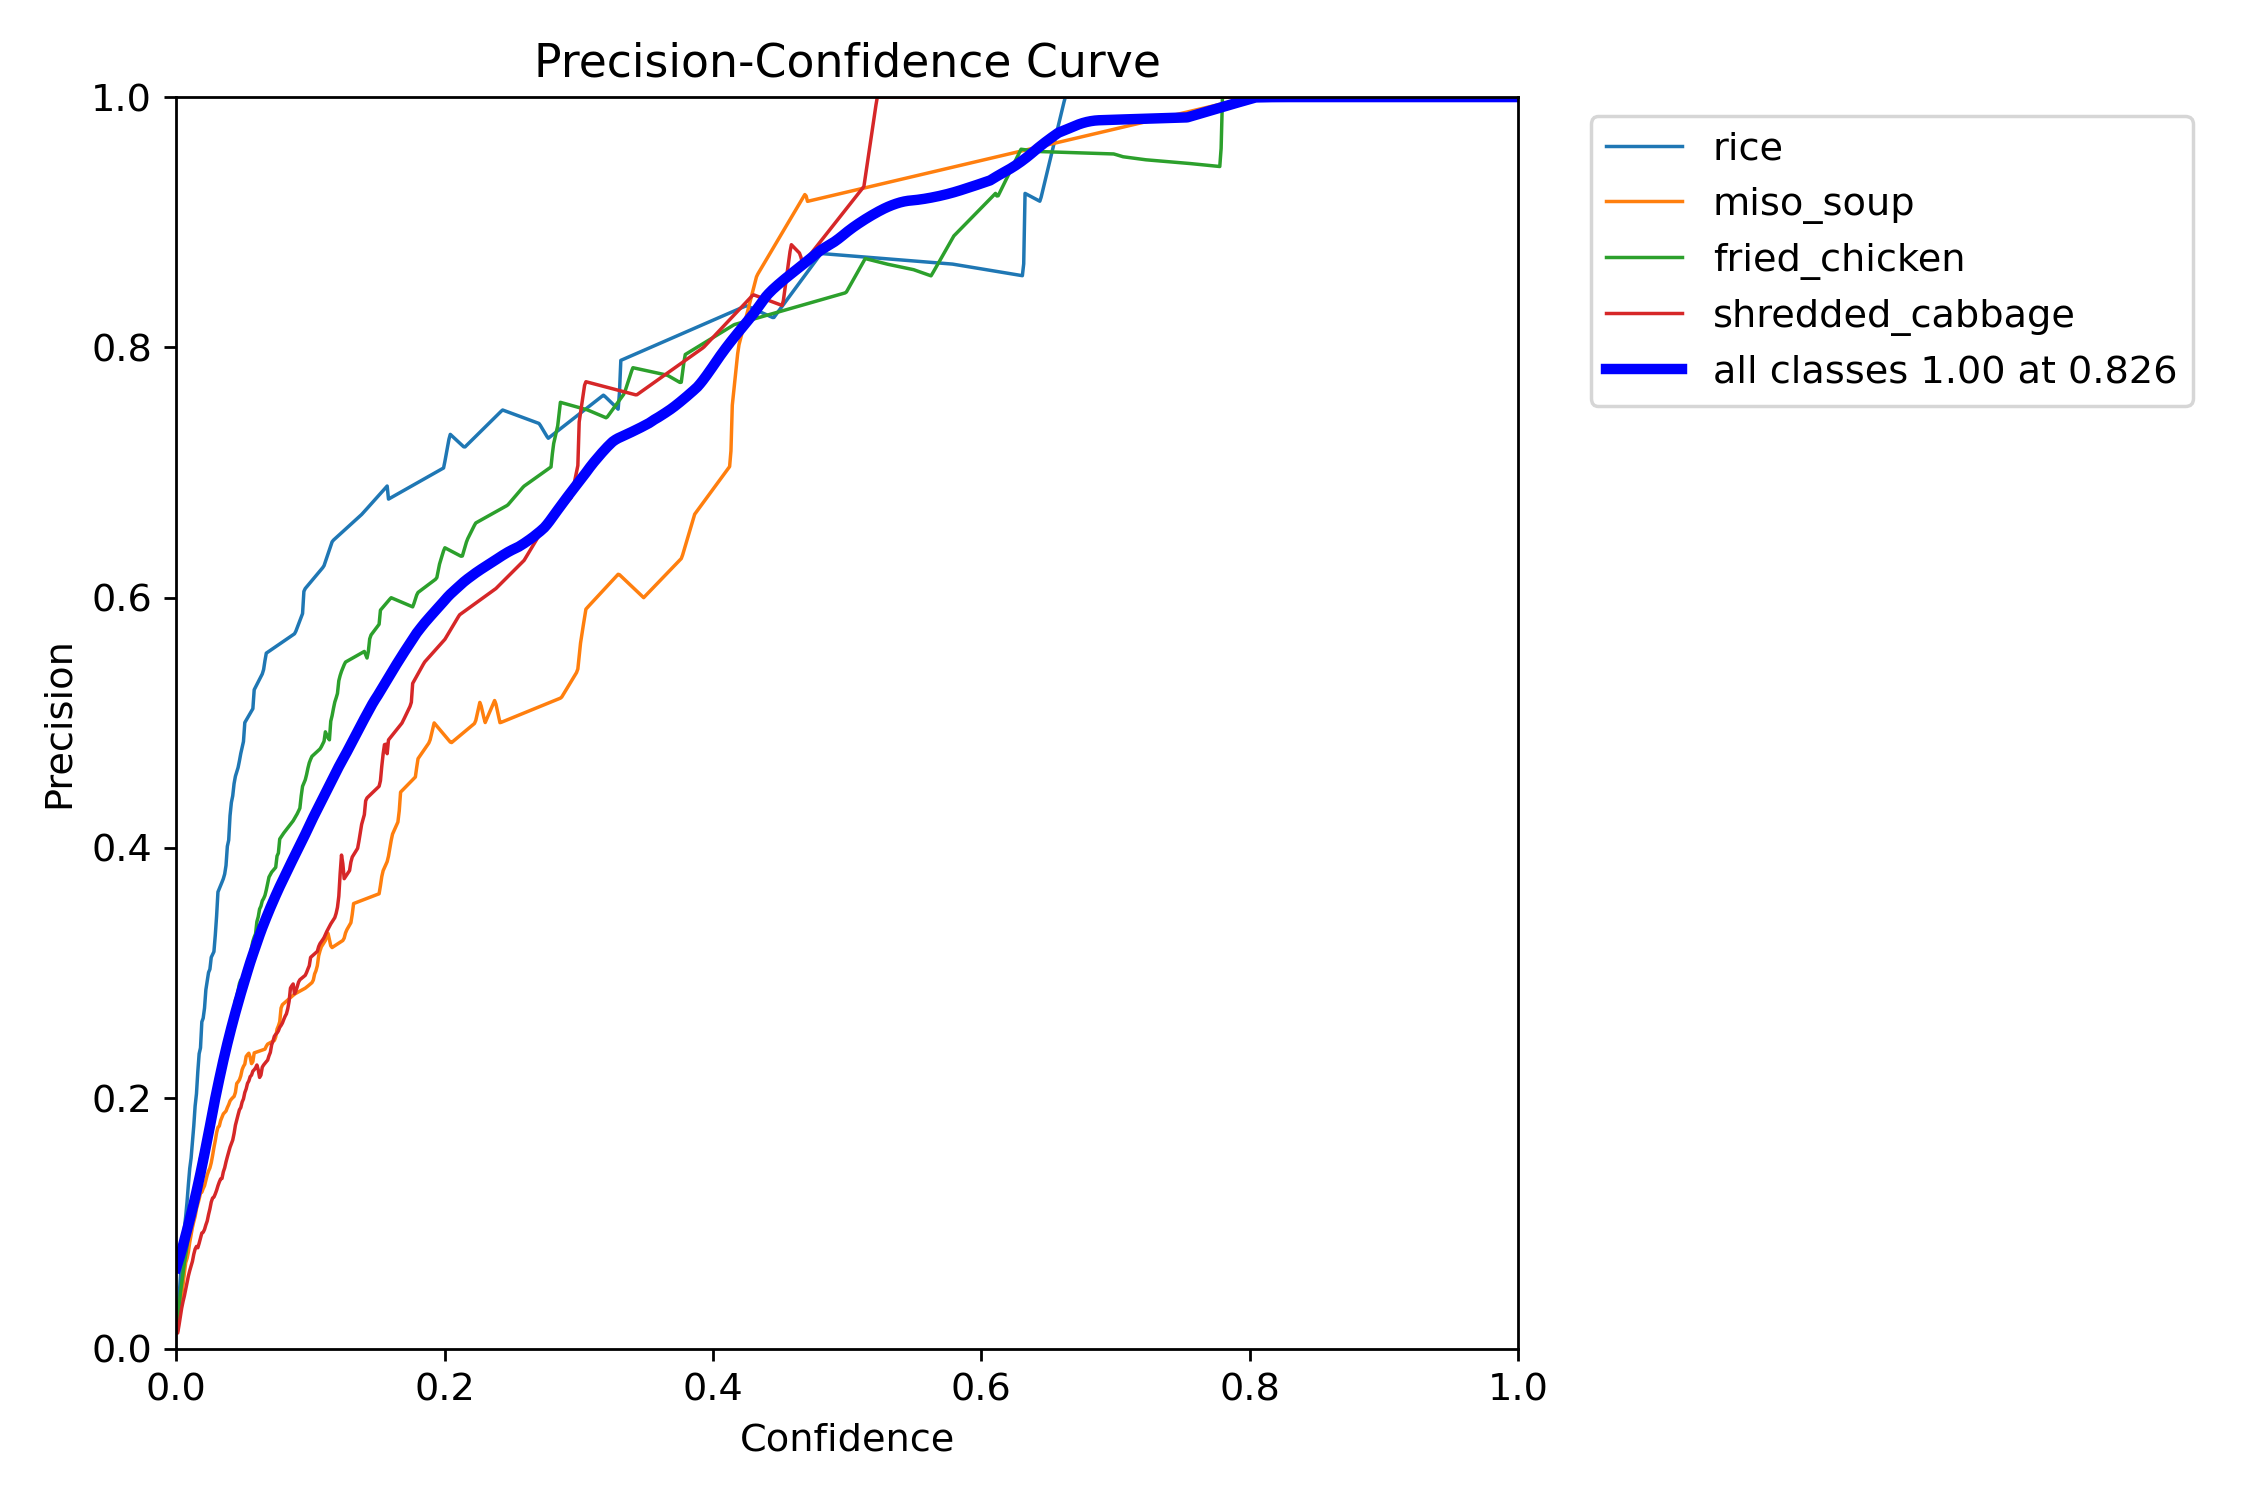 Precision-Confidence Curve
1.0
0.8
0.6
0.4
0.2
0.0
Precision
0.0 0.2 0.4 0.6 0.8 1.0
Confidence
rice
miso_soup
fried_chicken
shredded_cabbage
all classes 1.00 at 0.826